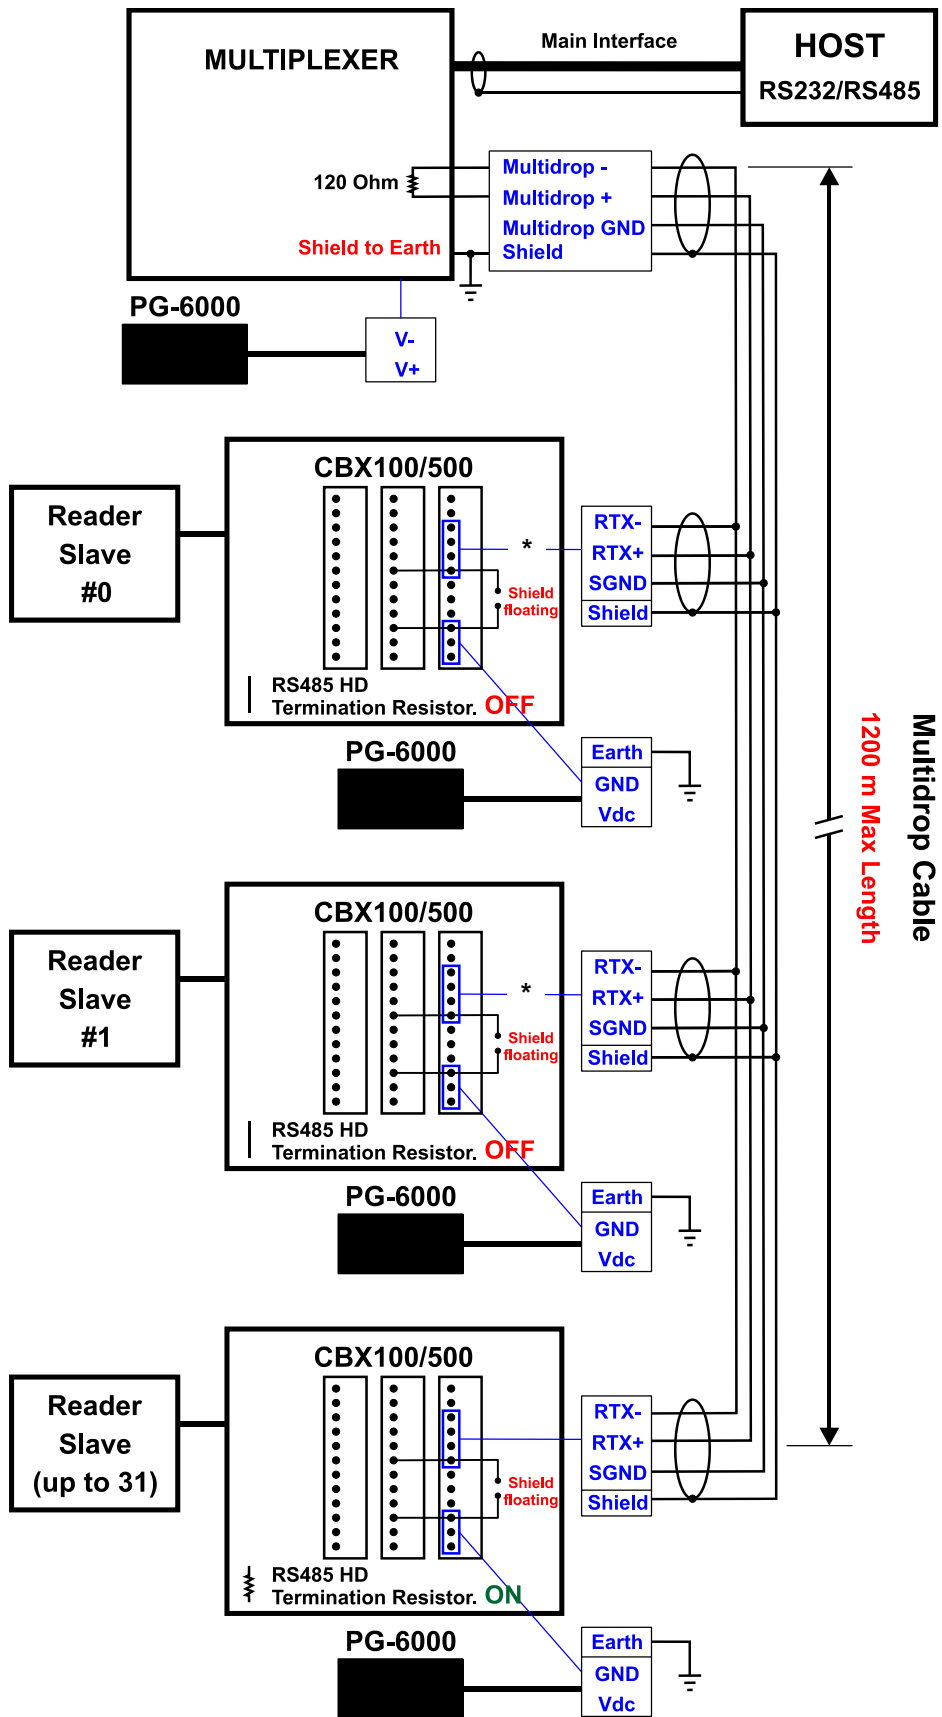 MULTIPLEXER
Main Interface
HOST
RS232/RS485
120 Ohm
Multidrop -
Multidrop +
Multidrop GND
Shield
Shield to Earth
PG-6000
V-
V+
CBX100/500
Reader
Slave
#0
*
RTX-
RTX+
SGND
Shield
Shield
floating
RS485 HD
Termination Resistor. OFF
PG-6000
Earth
GND
Vdc
Multidrop Cable
1200 m Max Length
CBX100/500
Reader
Slave
#1
*
RTX-
RTX+
SGND
Shield
Shield
floating
RS485 HD
Termination Resistor. OFF
PG-6000
Earth
GND
Vdc
CBX100/500
Reader
Slave
(up to 31)
RTX-
RTX+
SGND
Shield
Shield
floating
RS485 HD
Termination Resistor. ON
PG-6000
Earth
GND
Vdc